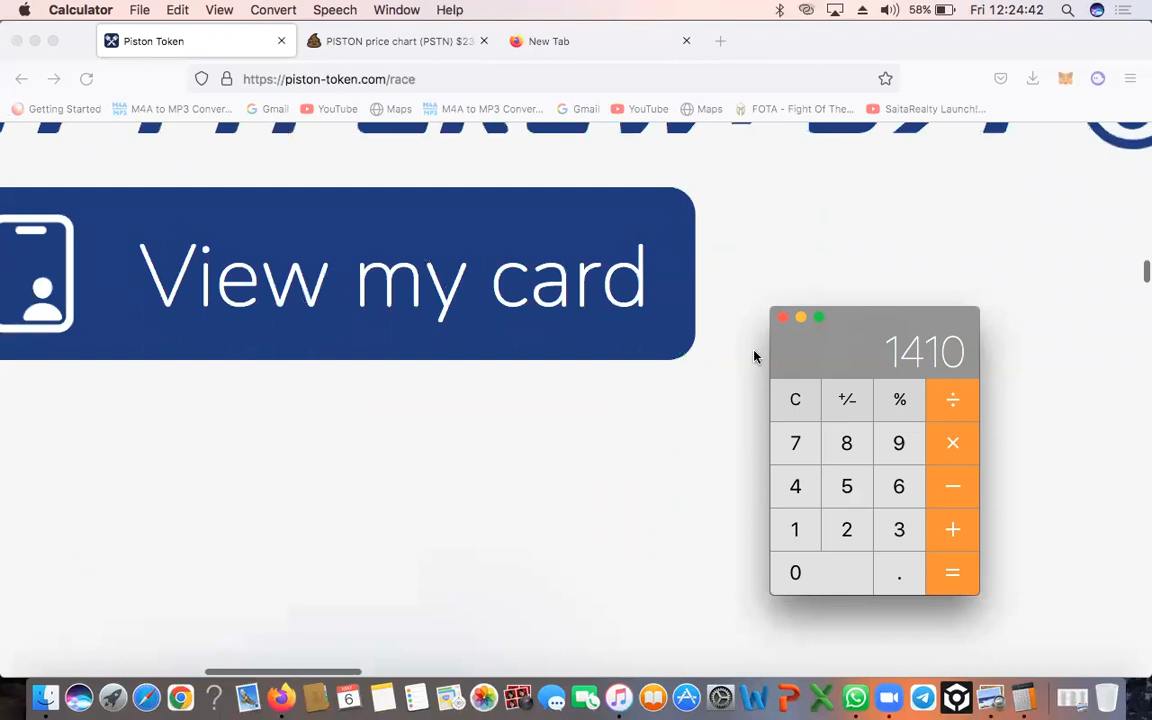 Calculator File Edit View Convert Speech Window Help 58% Fri 12:24:42
Piston Token PISTON price chart (PSTN) $23 New Tab
https://piston-token.com/race
Getting Started M4A to MP3 Conver... Gmail YouTube Maps M4A to MP3 Conver... Gmail YouTube Maps FOTA - Fight Of The... SaitaRealty Launch!...
View my card
1410
C +/− % ÷
7 8 9 ×
4 5 6 −
1 2 3 +
0 . =
MAY
6